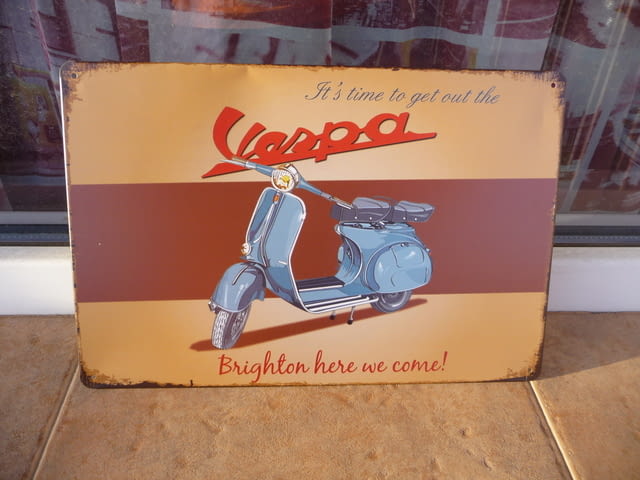 It's time to get out the
Vespa
Brighton here we come!